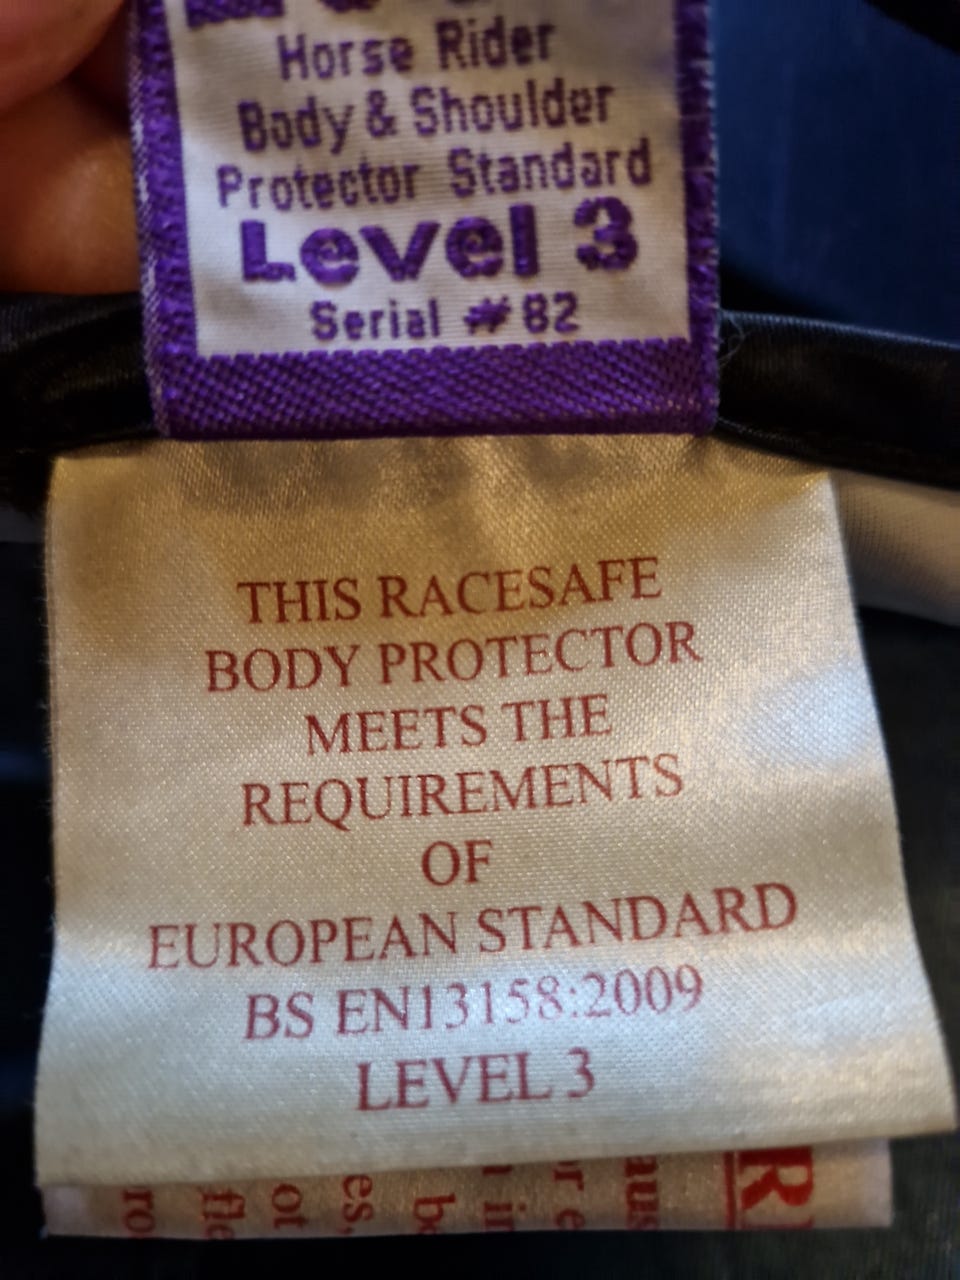 Horse Rider
Body & Shoulder
Protector Standard
Level 3
Serial # 82
THIS RACESAFE
BODY PROTECTOR
MEETS THE
REQUIREMENTS
OF
EUROPEAN STANDARD
BS EN13158:2009
LEVEL 3